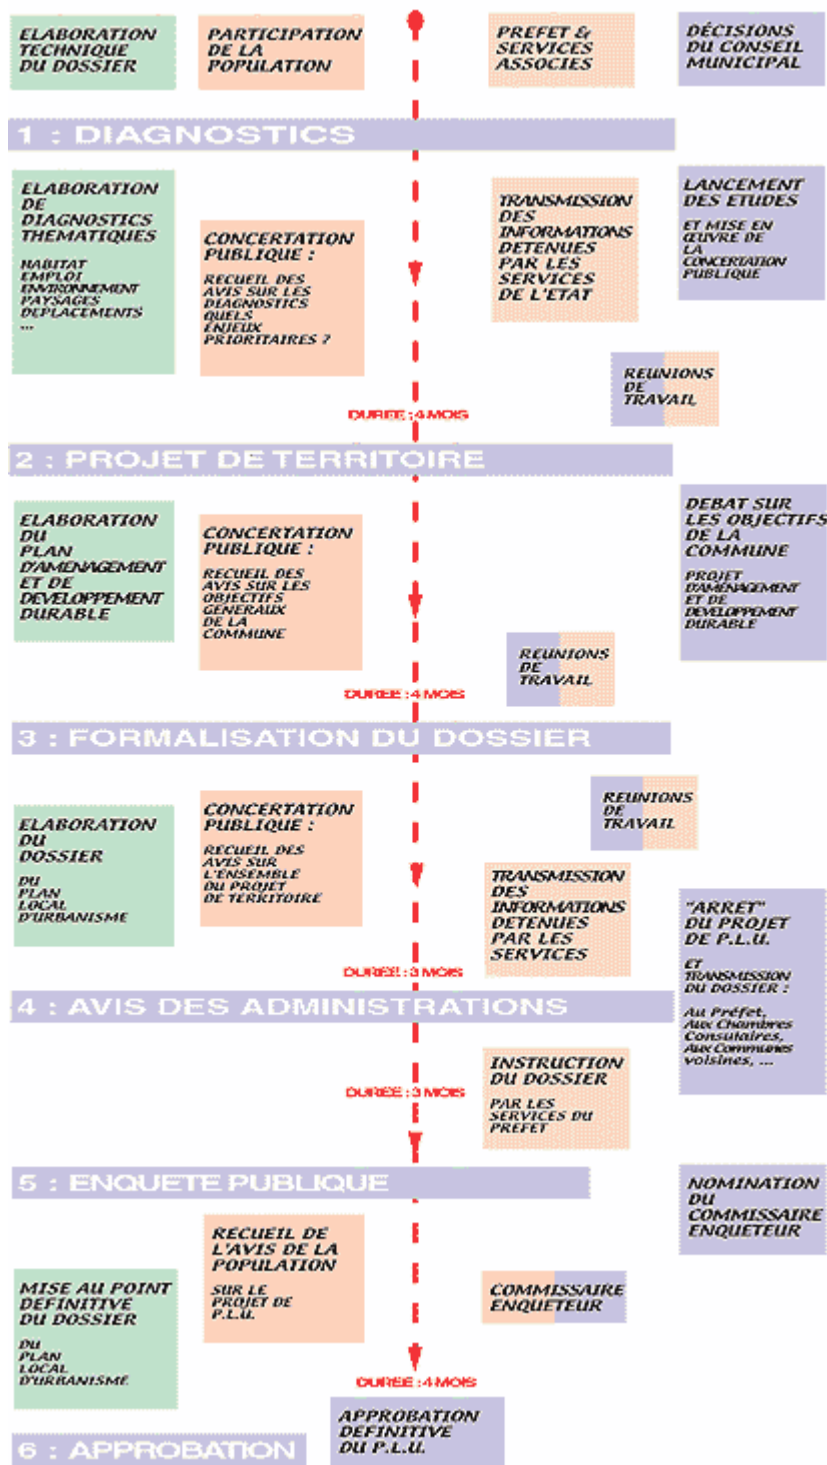 ELABORATION
TECHNIQUE
DU DOSSIER
PARTICIPATION
DE LA
POPULATION
PREFET &
SERVICES
ASSOCIES
DÉCISIONS
DU CONSEIL
MUNICIPAL
1 : DIAGNOSTICS
ELABORATION
DE
DIAGNOSTICS
THEMATIQUES
HABITAT
EMPLOI
ENVIRONNEMENT
PAYSAGES
DEPLACEMENTS
...
CONCERTATION
PUBLIQUE :
RECUEIL DES
AVIS SUR LES
DIAGNOSTICS
QUELS
ENJEUX
PRIORITAIRES ?
TRANSMISSION
DES
INFORMATIONS
DETENUES
PAR LES
SERVICES
DE L'ETAT
LANCEMENT
DES ETUDES
ET MISE EN
ŒUVRE DE
LA
CONCERTATION
PUBLIQUE
REUNIONS
DE
TRAVAIL
DUREE : 4 MOIS
2 : PROJET DE TERRITOIRE
ELABORATION
DU
PLAN
D'AMENAGEMENT
ET DE
DEVELOPPEMENT
DURABLE
CONCERTATION
PUBLIQUE :
RECUEIL DES
AVIS SUR LES
OBJECTIFS
GENERAUX
DE LA
COMMUNE
DEBAT SUR
LES OBJECTIFS
DE LA
COMMUNE
PROJET
D'AMENAGEMENT
ET DE
DEVELOPPEMENT
DURABLE
REUNIONS
DE
TRAVAIL
DUREE : 4 MOIS
3 : FORMALISATION DU DOSSIER
ELABORATION
DU
DOSSIER
DU
PLAN
LOCAL
D'URBANISME
CONCERTATION
PUBLIQUE :
RECUEIL DES
AVIS SUR
L'ENSEMBLE
DU PROJET
DE TERRITOIRE
REUNIONS
DE
TRAVAIL
TRANSMISSION
DES
INFORMATIONS
DETENUES
PAR LES
SERVICES
"ARRET"
DU PROJET
DE P.L.U.
ET
TRANSMISSION
DU DOSSIER :
Au Préfet,
Aux Chambres
Consulaires,
Aux Communes
voisines, ...
DUREE : 3 MOIS
4 : AVIS DES ADMINISTRATIONS
INSTRUCTION
DU DOSSIER
PAR LES
SERVICES DU
PREFET
DUREE : 3 MOIS
5 : ENQUETE PUBLIQUE
NOMINATION
DU
COMMISSAIRE
ENQUETEUR
RECUEIL DE
L'AVIS DE LA
POPULATION
SUR LE
PROJET DE
P.L.U.
MISE AU POINT
DEFINITIVE
DU DOSSIER
DU
PLAN
LOCAL
D'URBANISME
COMMISSAIRE
ENQUETEUR
DUREE : 4 MOIS
APPROBATION
DEFINITIVE
DU P.L.U.
6 : APPROBATION